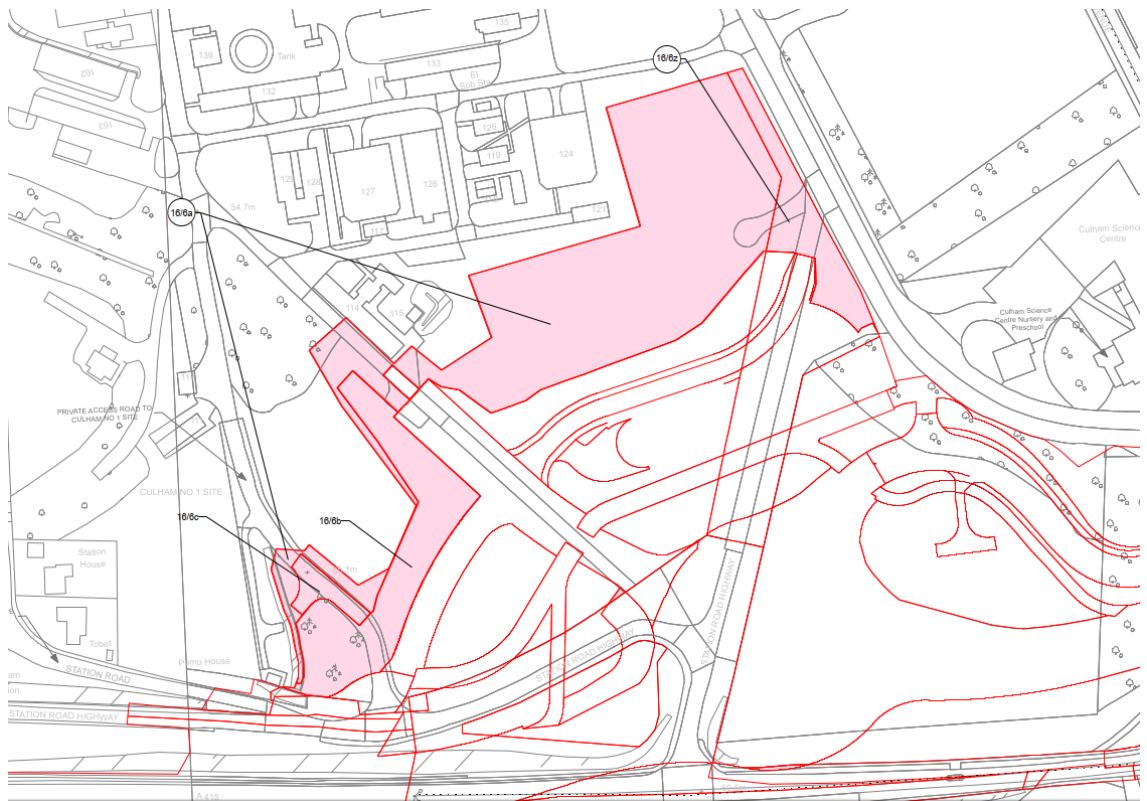 135
139
Tank
133
16/6z
162
132
El
Sub Sta
163
125
124
119
129
128
127
126
54.7m
16/6a
121
117
Culham Science
Centre
114
115
Culham Science
Centre Nursery and
Preschool
PRIVATE ACCESS ROAD TO
CULHAM NO 1 SITE
CULHAM NO 1 SITE
16/6c
16/6b
Station
House
STATION ROAD HIGHWAY
STATION ROAD HIGHWAY
Pump House
STATION ROAD
STATION ROAD HIGHWAY
A 415